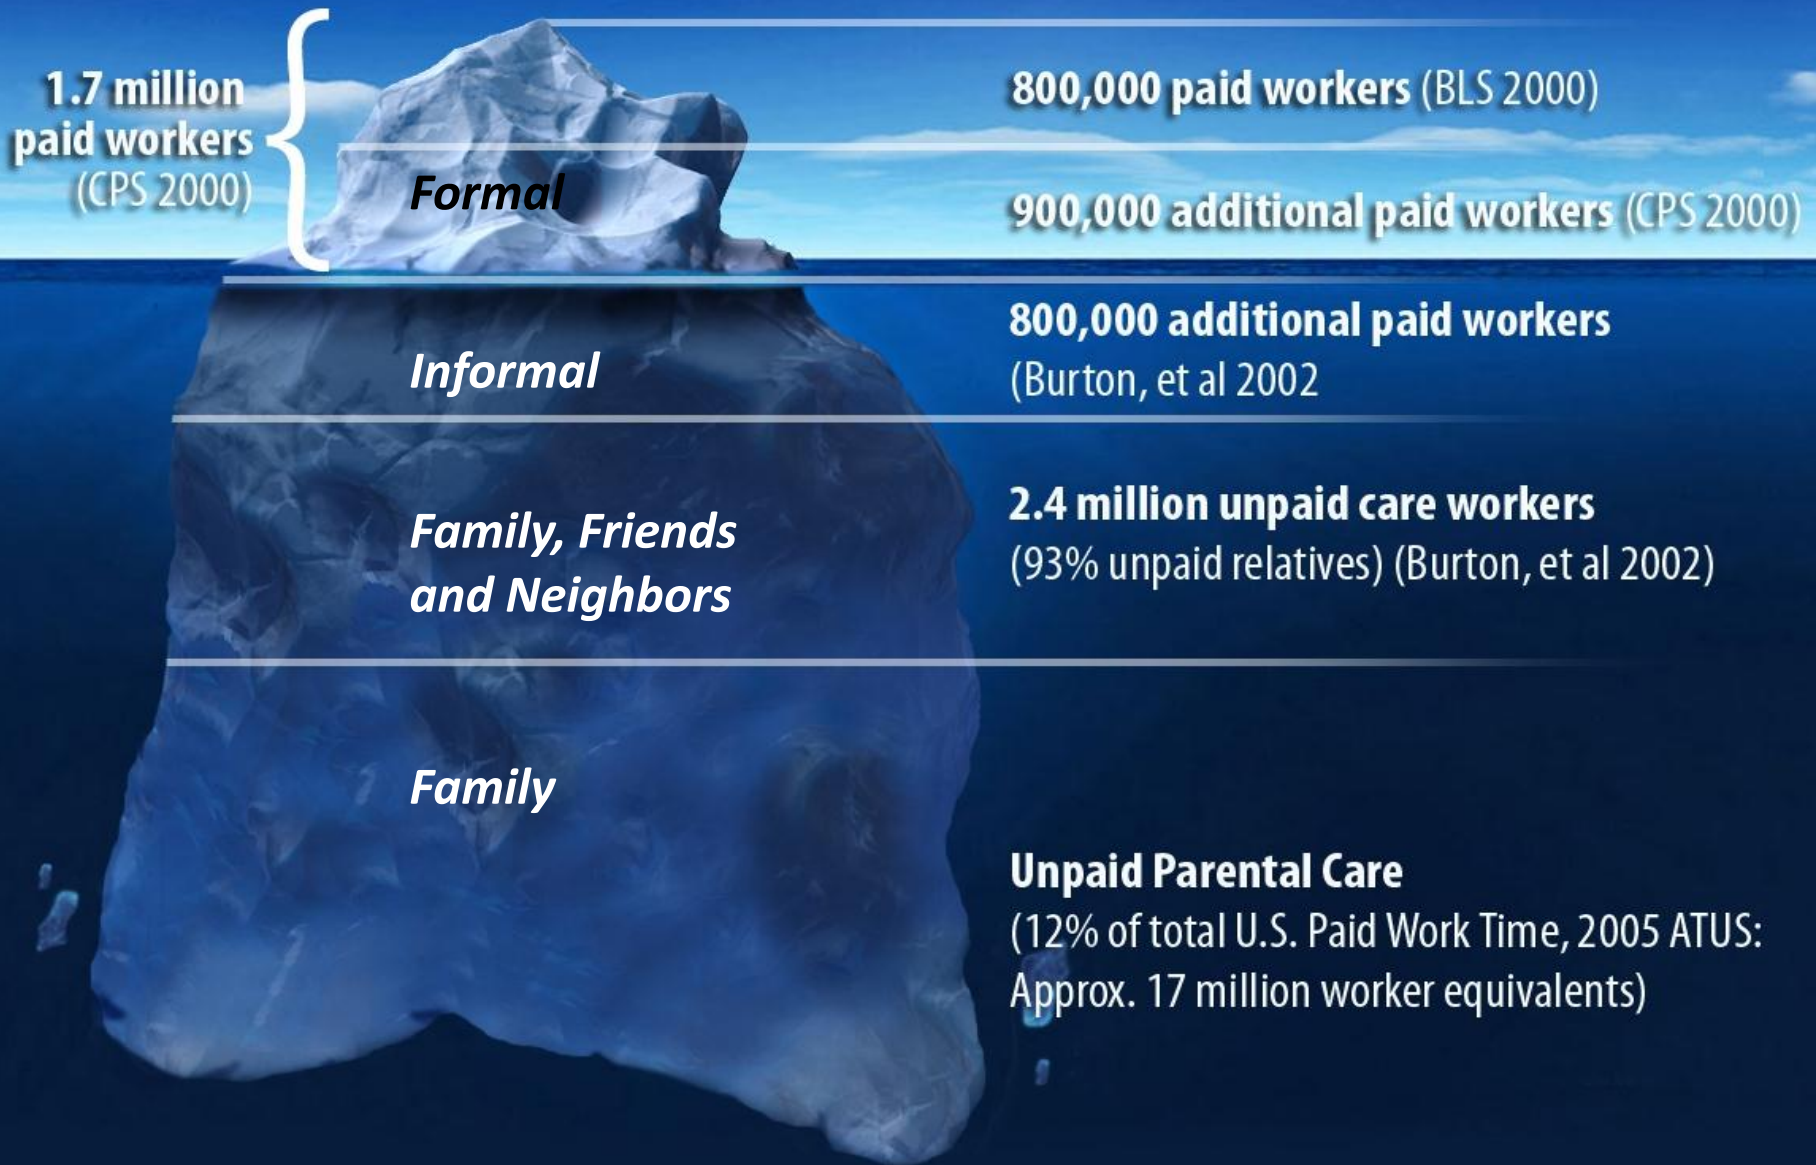 1.7 million
paid workers
(CPS 2000)
800,000 paid workers (BLS 2000)
Formal
900,000 additional paid workers (CPS 2000)
800,000 additional paid workers
(Burton, et al 2002
Informal
2.4 million unpaid care workers
(93% unpaid relatives) (Burton, et al 2002)
Family, Friends
and Neighbors
Family
Unpaid Parental Care
(12% of total U.S. Paid Work Time, 2005 ATUS:
Approx. 17 million worker equivalents)